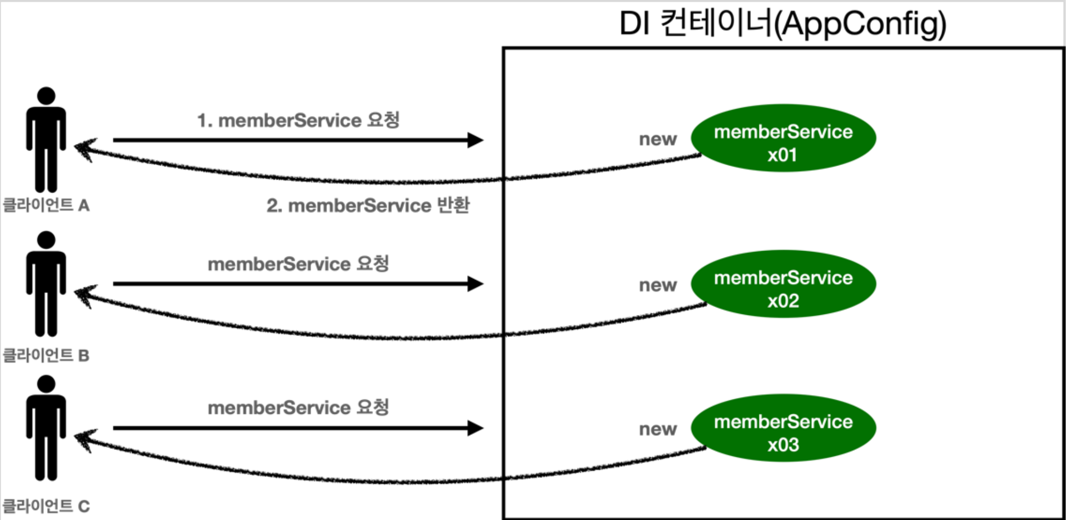 DI 컨테이너(AppConfig)
1. memberService 요청
new
memberService
x01
클라이언트 A
2. memberService 반환
memberService 요청
new
memberService
x02
클라이언트 B
memberService 요청
new
memberService
x03
클라이언트 C